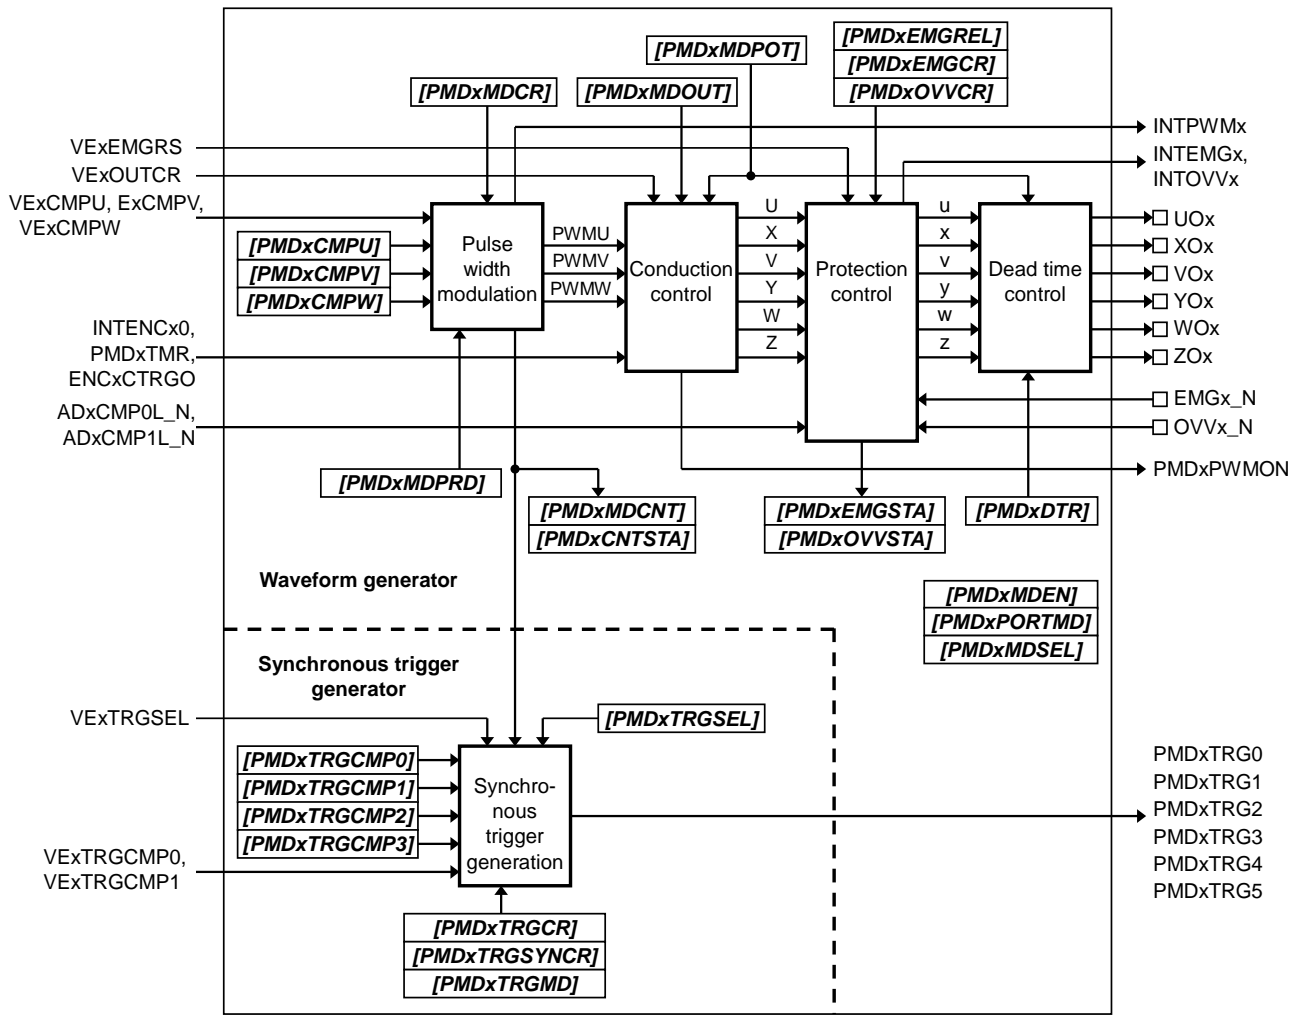 [PMDxMDPOT]
[PMDxEMGREL]
[PMDxEMGCR]
[PMDxOVVCR]
[PMDxMDCR]
[PMDxMDOUT]
VExEMGRS
VExOUTCR
VExCMPU, ExCMPV,
VExCMPW
INTPWMx
INTEMGx,
INTOVVx
[PMDxCMPU]
[PMDxCMPV]
[PMDxCMPW]
Pulse
width
modulation
PWMU
PWMV
PWMW
Conduction
control
U
X
V
Y
W
Z
Protection
control
u
x
v
y
w
z
Dead time
control
UOx
XOx
VOx
YOx
WOx
ZOx
INTENCx0,
PMDxTMR,
ENCxCTRGO
ADxCMP0L_N,
ADxCMP1L_N
EMGx_N
OVVx_N
PMDxPWMON
[PMDxMDPRD]
[PMDxMDCNT]
[PMDxCNTSTA]
[PMDxEMGSTA]
[PMDxOVVSTA]
[PMDxDTR]
Waveform generator
[PMDxMDEN]
[PMDxPORTMD]
[PMDxMDSEL]
Synchronous trigger
generator
VExTRGSEL
[PMDxTRGSEL]
[PMDxTRGCMP0]
[PMDxTRGCMP1]
[PMDxTRGCMP2]
[PMDxTRGCMP3]
Synchro-
nous
trigger
generation
VExTRGCMP0,
VExTRGCMP1
PMDxTRG0
PMDxTRG1
PMDxTRG2
PMDxTRG3
PMDxTRG4
PMDxTRG5
[PMDxTRGCR]
[PMDxTRGSYNCR]
[PMDxTRGMD]